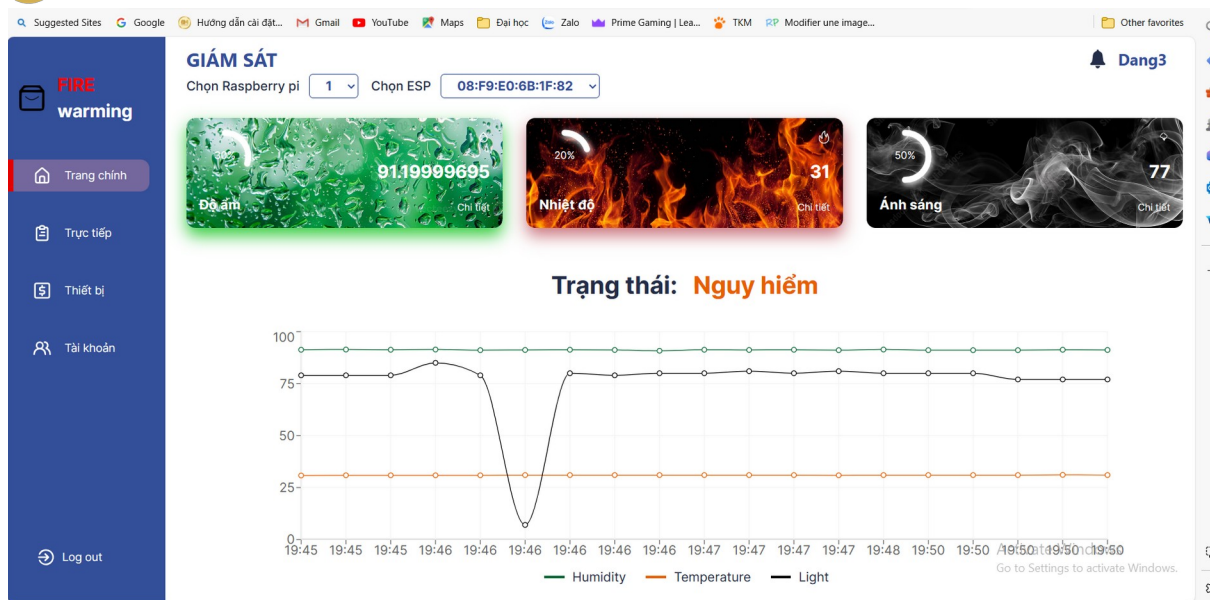 Suggested Sites Google Hướng dẫn cài đặt... Gmail YouTube Maps Đại học Zalo Prime Gaming | Lea... TKM Modifier une image... Other favorites
FIRE
warming
Trang chính
Trực tiếp
Thiết bị
Tài khoản
Log out
GIÁM SÁT
Dang3
Chọn Raspberry pi 1 Chọn ESP 08:F9:E0:6B:1F:82
30%
91.19999695
Độ ẩm
Chi tiết
20%
31
Nhiệt độ
Chi tiết
50%
77
Ánh sáng
Chi tiết
Trạng thái: Nguy hiểm
100
75
50
25
0
19:45 19:45 19:45 19:46 19:46 19:46 19:46 19:46 19:46 19:47 19:47 19:47 19:47 19:48 19:50 19:50 19:50 19:50 19:50
Activate Windows
Go to Settings to activate Windows.
Humidity Temperature Light